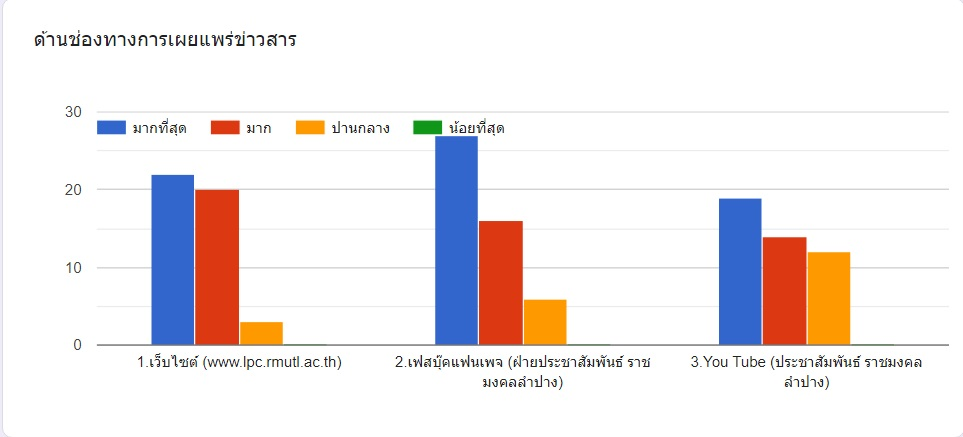 ด้านช่องทางการเผยแพร่ข่าวสาร
30
มากที่สุด มาก ปานกลาง น้อยที่สุด
20
10
0
1.เว็บไซต์ (www.lpc.rmutl.ac.th) 2.เฟสบุ๊คแฟนเพจ (ฝ่ายประชาสัมพันธ์ ราช 3.You Tube (ประชาสัมพันธ์ ราชมงคล
มงคลลำปาง) ลำปาง)